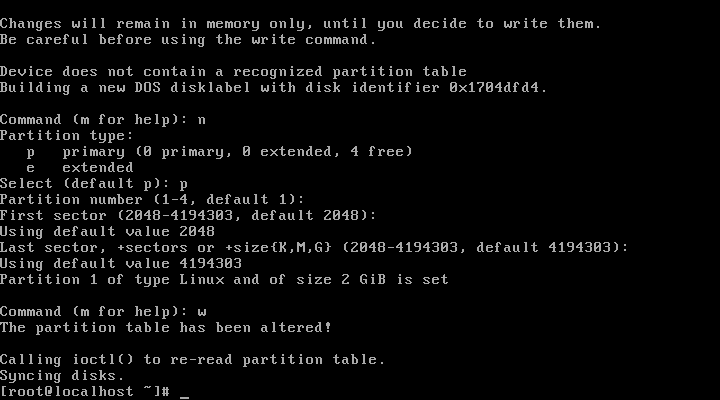 Changes will remain in memory only, until you decide to write them.
Be careful before using the write command.
Device does not contain a recognized partition table
Building a new DOS disklabel with disk identifier 0x1704dfd4.
Command (m for help): n
Partition type:
   p   primary (0 primary, 0 extended, 4 free)
   e   extended
Select (default p): p
Partition number (1-4, default 1):
First sector (2048-4194303, default 2048):
Using default value 2048
Last sector, +sectors or +size{K,M,G} (2048-4194303, default 4194303):
Using default value 4194303
Partition 1 of type Linux and of size 2 GiB is set
Command (m for help): w
The partition table has been altered!
Calling ioctl() to re-read partition table.
Syncing disks.
[root@localhost ~]# _